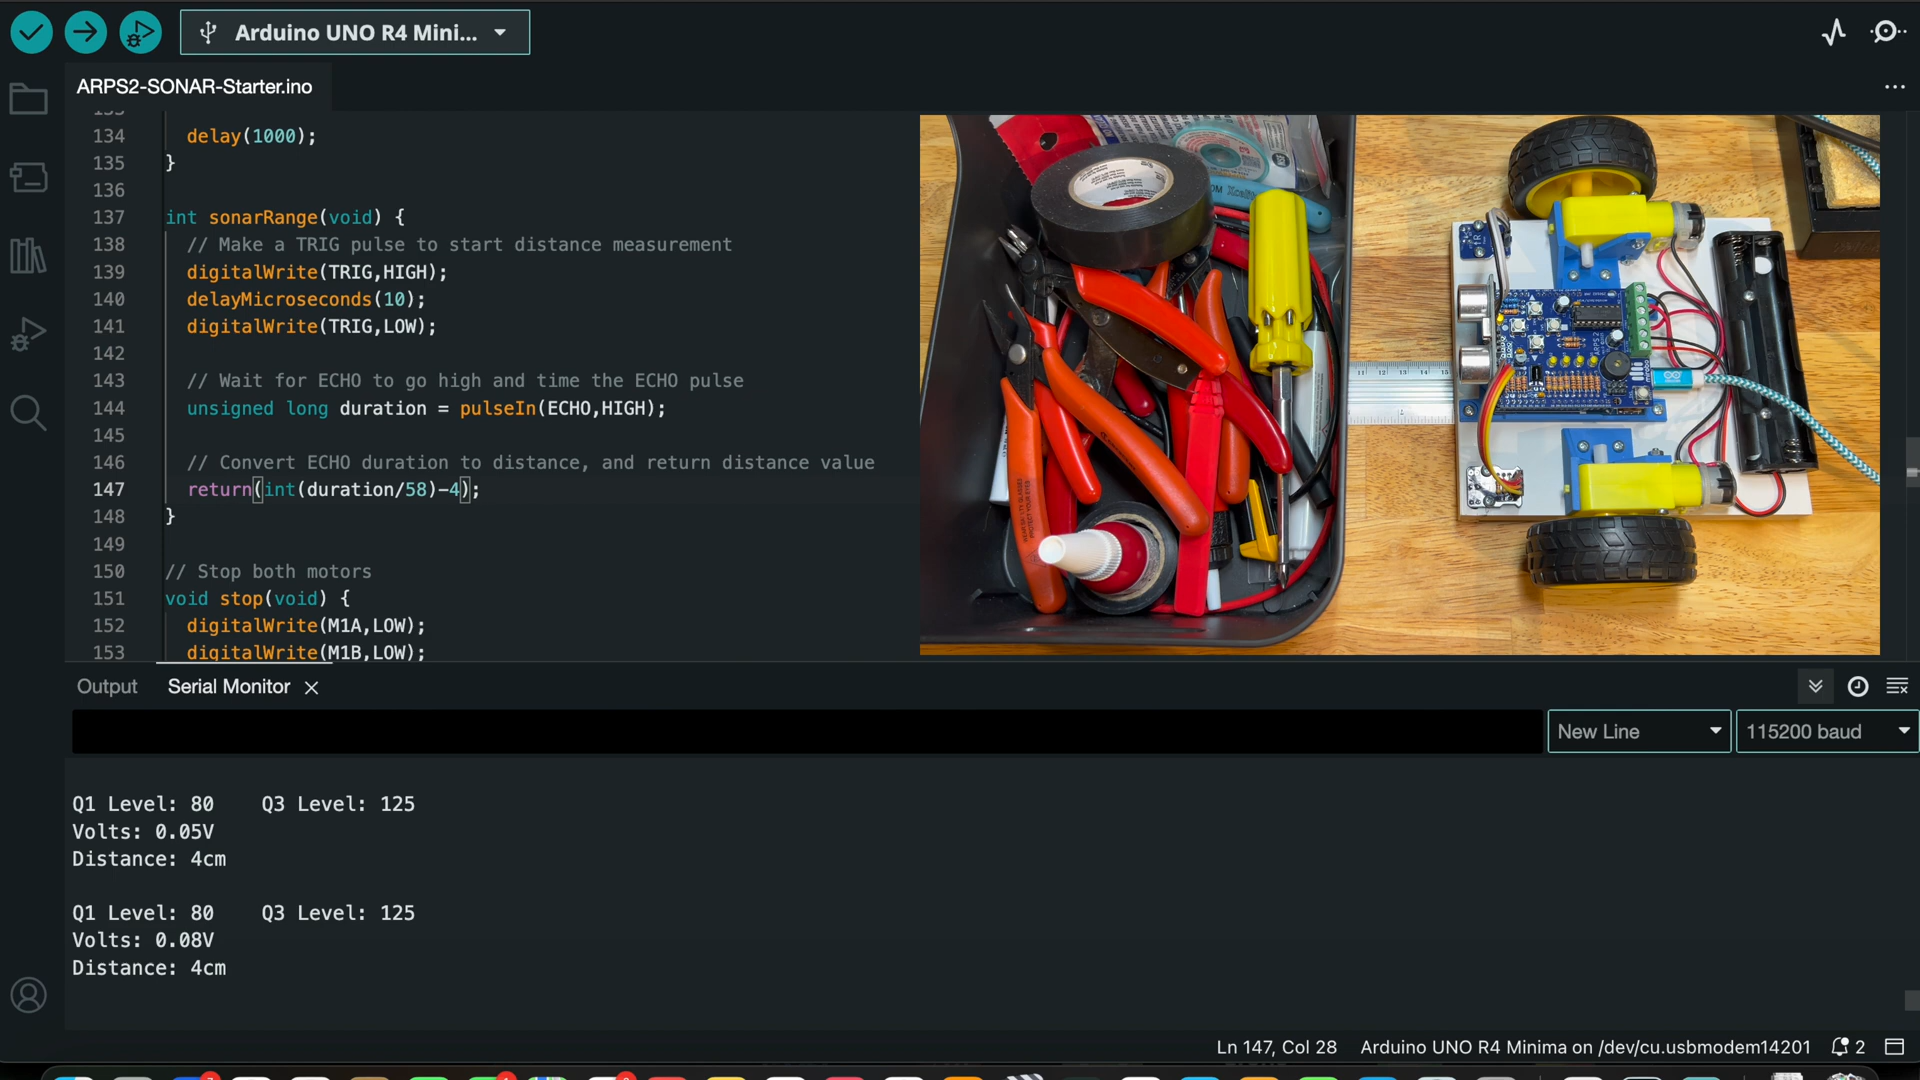 Arduino UNO R4 Mini...
ARPS2-SONAR-Starter.ino
134 delay(1000);
135 }
136
137 int sonarRange(void) {
138 // Make a TRIG pulse to start distance measurement
139 digitalWrite(TRIG,HIGH);
140 delayMicroseconds(10);
141 digitalWrite(TRIG,LOW);
142
143 // Wait for ECHO to go high and time the ECHO pulse
144 unsigned long duration = pulseIn(ECHO,HIGH);
145
146 // Convert ECHO duration to distance, and return distance value
147 return(int(duration/58)-4);
148 }
149
150 // Stop both motors
151 void stop(void) {
152 digitalWrite(M1A,LOW);
153 digitalWrite(M1B,LOW);
Output Serial Monitor
New Line 115200 baud
Q1 Level: 80 Q3 Level: 125
Volts: 0.05V
Distance: 4cm
Q1 Level: 80 Q3 Level: 125
Volts: 0.08V
Distance: 4cm
Ln 147, Col 28 Arduino UNO R4 Minima on /dev/cu.usbmodem14201 2